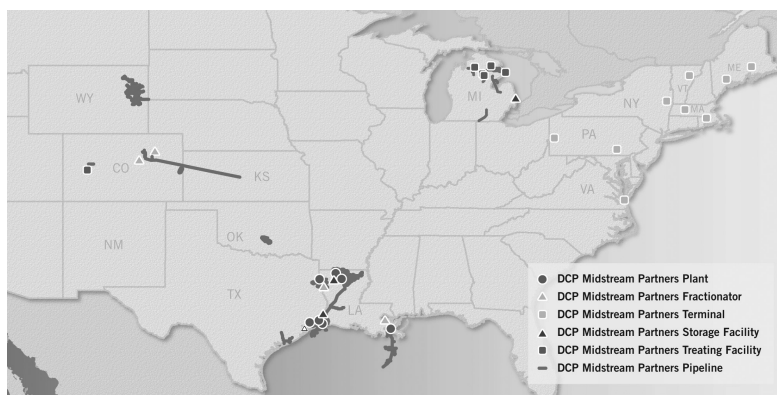 ME
VT
WY
MI
NY
MA
PA
CO
KS
VA
OK
NM
TX
LA
DCP Midstream Partners Plant
DCP Midstream Partners Fractionator
DCP Midstream Partners Terminal
DCP Midstream Partners Storage Facility
DCP Midstream Partners Treating Facility
DCP Midstream Partners Pipeline